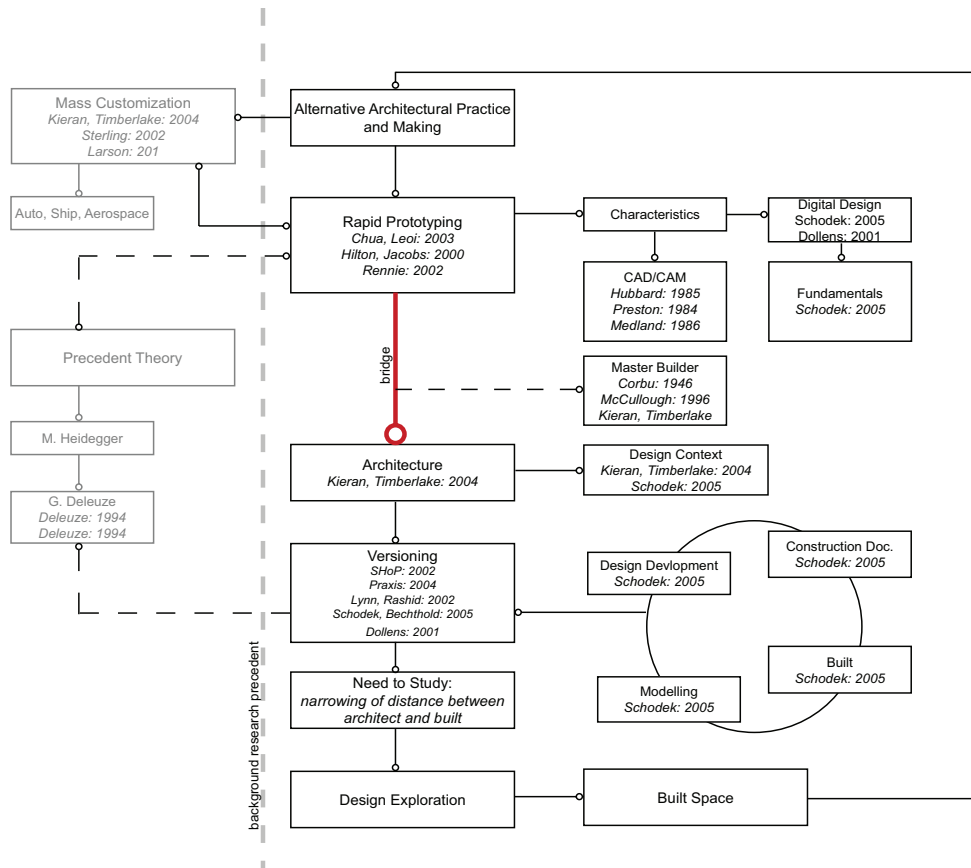 Mass Customization
Kieran, Timberlake: 2004
Sterling: 2002
Larson: 201
Auto, Ship, Aerospace
Precedent Theory
M. Heidegger
G. Deleuze
Deleuze: 1994
Deleuze: 1994
background research precedent
Alternative Architectural Practice
and Making
Rapid Prototyping
Chua, Leoi: 2003
Hilton, Jacobs: 2000
Rennie: 2002
Characteristics
Digital Design
Schodek: 2005
Dollens: 2001
CAD/CAM
Hubbard: 1985
Preston: 1984
Medland: 1986
Fundamentals
Schodek: 2005
bridge
Master Builder
Corbu: 1946
McCullough: 1996
Kieran, Timberlake
Architecture
Kieran, Timberlake: 2004
Design Context
Kieran, Timberlake: 2004
Schodek: 2005
Versioning
SHoP: 2002
Praxis: 2004
Lynn, Rashid: 2002
Schodek, Bechthold: 2005
Dollens: 2001
Design Devlopment
Schodek: 2005
Construction Doc.
Schodek: 2005
Built
Schodek: 2005
Modelling
Schodek: 2005
Need to Study:
narrowing of distance between
architect and built
Design Exploration
Built Space